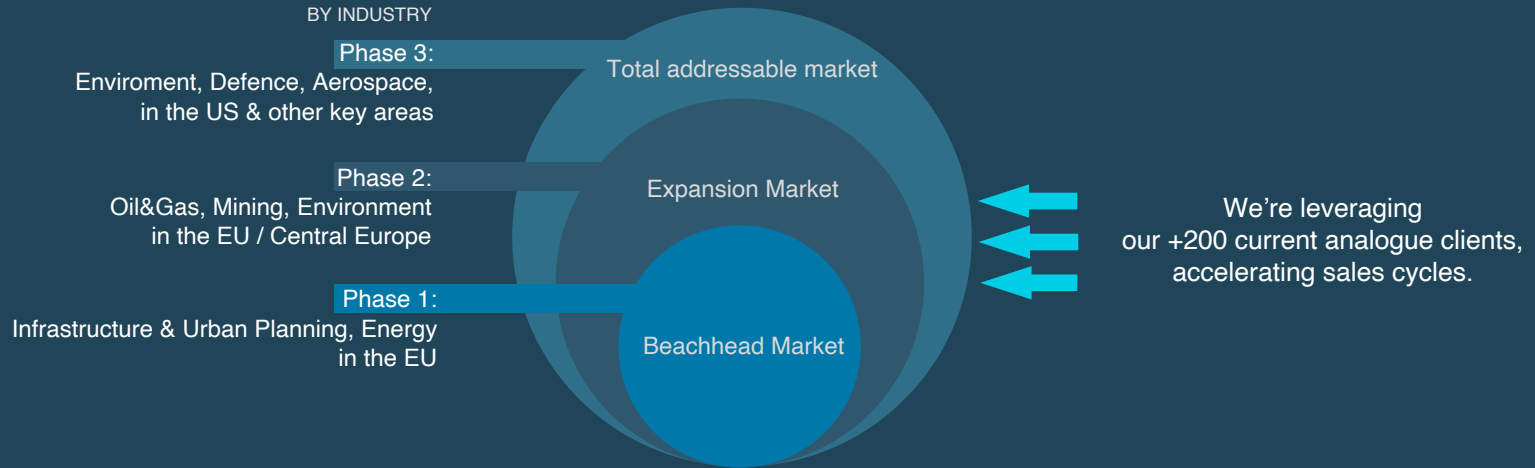 BY INDUSTRY
Phase 3:
Enviroment, Defence, Aerospace,
in the US & other key areas
Total addressable market
Phase 2:
Oil&Gas, Mining, Environment
in the EU / Central Europe
Expansion Market
Phase 1:
Infrastructure & Urban Planning, Energy
in the EU
Beachhead Market
We’re leveraging
our +200 current analogue clients,
accelerating sales cycles.